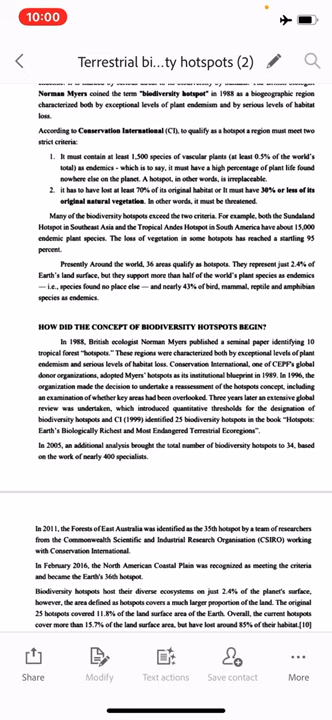 10:00
Terrestrial bi...ty hotspots (2)
Norman Myers coined the term "biodiversity hotspot" in 1988 as a biogeographic region
characterized both by exceptional levels of plant endemism and by serious levels of habitat
loss.
According to Conservation International (CI), to qualify as a hotspot a region must meet two
strict criteria:
1. It must contain at least 1,500 species of vascular plants (at least 0.5% of the world's
total) as endemics - which is to say, it must have a high percentage of plant life found
nowhere else on the planet. A hotspot, in other words, is irreplaceable.
2. it has to have lost at least 70% of its original habitat or It must have 30% or less of its
original natural vegetation. In other words, it must be threatened.
Many of the biodiversity hotspots exceed the two criteria. For example, both the Sundaland
Hotspot in Southeast Asia and the Tropical Andes Hotspot in South America have about 15,000
endemic plant species. The loss of vegetation in some hotspots has reached a startling 95
percent.
Presently Around the world, 36 areas qualify as hotspots. They represent just 2.4% of
Earth's land surface, but they support more than half of the world's plant species as endemics
— i.e., species found no place else — and nearly 43% of bird, mammal, reptile and amphibian
species as endemics.
HOW DID THE CONCEPT OF BIODIVERSITY HOTSPOTS BEGIN?
In 1988, British ecologist Norman Myers published a seminal paper identifying 10
tropical forest "hotspots." These regions were characterized both by exceptional levels of plant
endemism and serious levels of habitat loss. Conservation International, one of CEPF's global
donor organizations, adopted Myers' hotspots as its institutional blueprint in 1989. In 1996, the
organization made the decision to undertake a reassessment of the hotspots concept, including
an examination of whether key areas had been overlooked. Three years later an extensive global
review was undertaken, which introduced quantitative thresholds for the designation of
biodiversity hotspots and CI (1999) identified 25 biodiversity hotspots in the book "Hotspots:
Earth's Biologically Richest and Most Endangered Terrestrial Ecoregions".
In 2005, an additional analysis brought the total number of biodiversity hotspots to 34, based
on the work of nearly 400 specialists.
In 2011, the Forests of East Australia was identified as the 35th hotspot by a team of researchers
from the Commonwealth Scientific and Industrial Research Organisation (CSIRO) working
with Conservation International.
In February 2016, the North American Coastal Plain was recognized as meeting the criteria
and became the Earth's 36th hotspot.
Biodiversity hotspots host their diverse ecosystems on just 2.4% of the planet's surface,
however, the area defined as hotspots covers a much larger proportion of the land. The original
25 hotspots covered 11.8% of the land surface area of the Earth. Overall, the current hotspots
cover more than 15.7% of the land surface area, but have lost around 85% of their habitat.[10]
Share Modify Text actions Save contact More